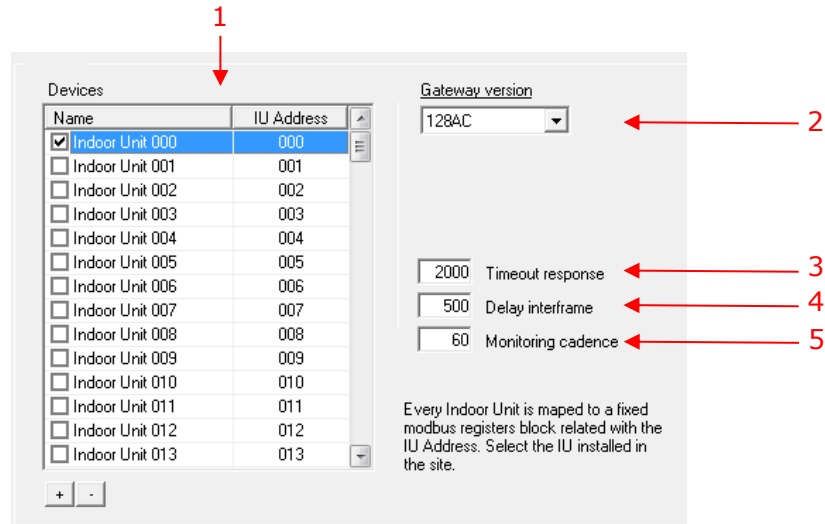 1
Devices
Gateway version
Name IU Address
128AC
2
Indoor Unit 000 000
Indoor Unit 001 001
Indoor Unit 002 002
Indoor Unit 003 003
Indoor Unit 004 004
Indoor Unit 005 005
Indoor Unit 006 006
Indoor Unit 007 007
Indoor Unit 008 008
Indoor Unit 009 009
Indoor Unit 010 010
Indoor Unit 011 011
Indoor Unit 012 012
Indoor Unit 013 013
+ -
2000 Timeout response 3
500 Delay interframe 4
60 Monitoring cadence 5
Every Indoor Unit is maped to a fixed
modbus registers block related with the
IU Address. Select the IU installed in
the site.